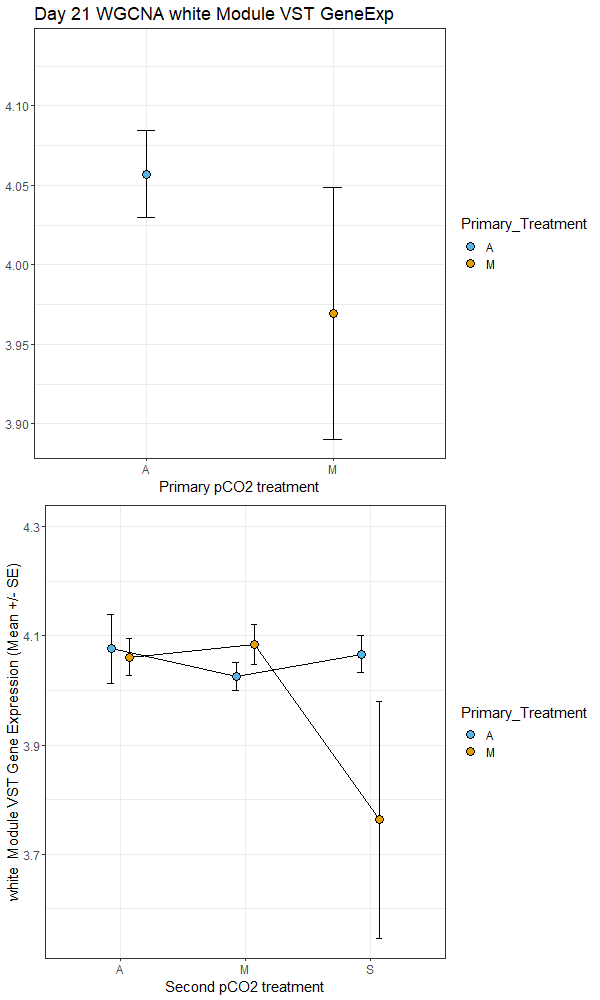 Day 21 WGCNA white Module VST GeneExp
4.10
4.05
4.00
3.95
3.90
A
M
Primary pCO2 treatment
Primary_Treatment
A
M
white  Module VST Gene Expression (Mean +/- SE)
4.3
4.1
3.9
3.7
A
M
S
Second pCO2 treatment
Primary_Treatment
A
M